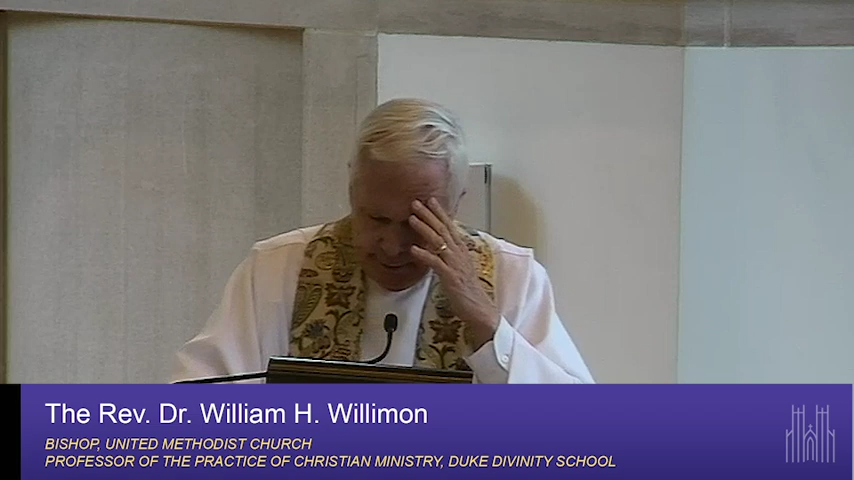 The Rev. Dr. William H. Willimon
BISHOP, UNITED METHODIST CHURCH
PROFESSOR OF THE PRACTICE OF CHRISTIAN MINISTRY, DUKE DIVINITY SCHOOL